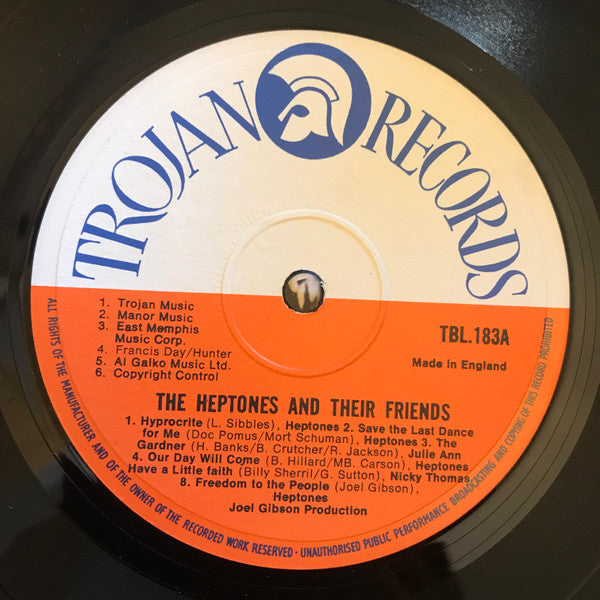 TROJAN RECORDS
1. Trojan Music
2. Manor Music
3. East Memphis
Music Corp.
4. Francis Day/Hunter
5. Al Galko Music Ltd.
6. Copyright Control
TBL.183A
Made in England
THE HEPTONES AND THEIR FRIENDS
1. Hyprocrite (L. Sibbles), Heptones 2. Save the Last Dance
for Me (Doc Pomus/Mort Schuman), Heptones 3. The
Gardner (H. Banks/B. Crutcher/R. Jackson), Julie Ann
4. Our Day Will Come (B. Hillard/MB. Carson), Heptones
Have a Little faith (Billy Sherril/G. Sutton), Nicky Thomas
8. Freedom to the People (Joel Gibson),
Heptones
Joel Gibson Production
ALL RIGHTS OF THE MANUFACTURER AND OF THE OWNER OF THE RECORDED WORK RESERVED · UNAUTHORISED PUBLIC PERFORMANCE BROADCASTING AND COPYING OF THIS RECORD PROHIBITED